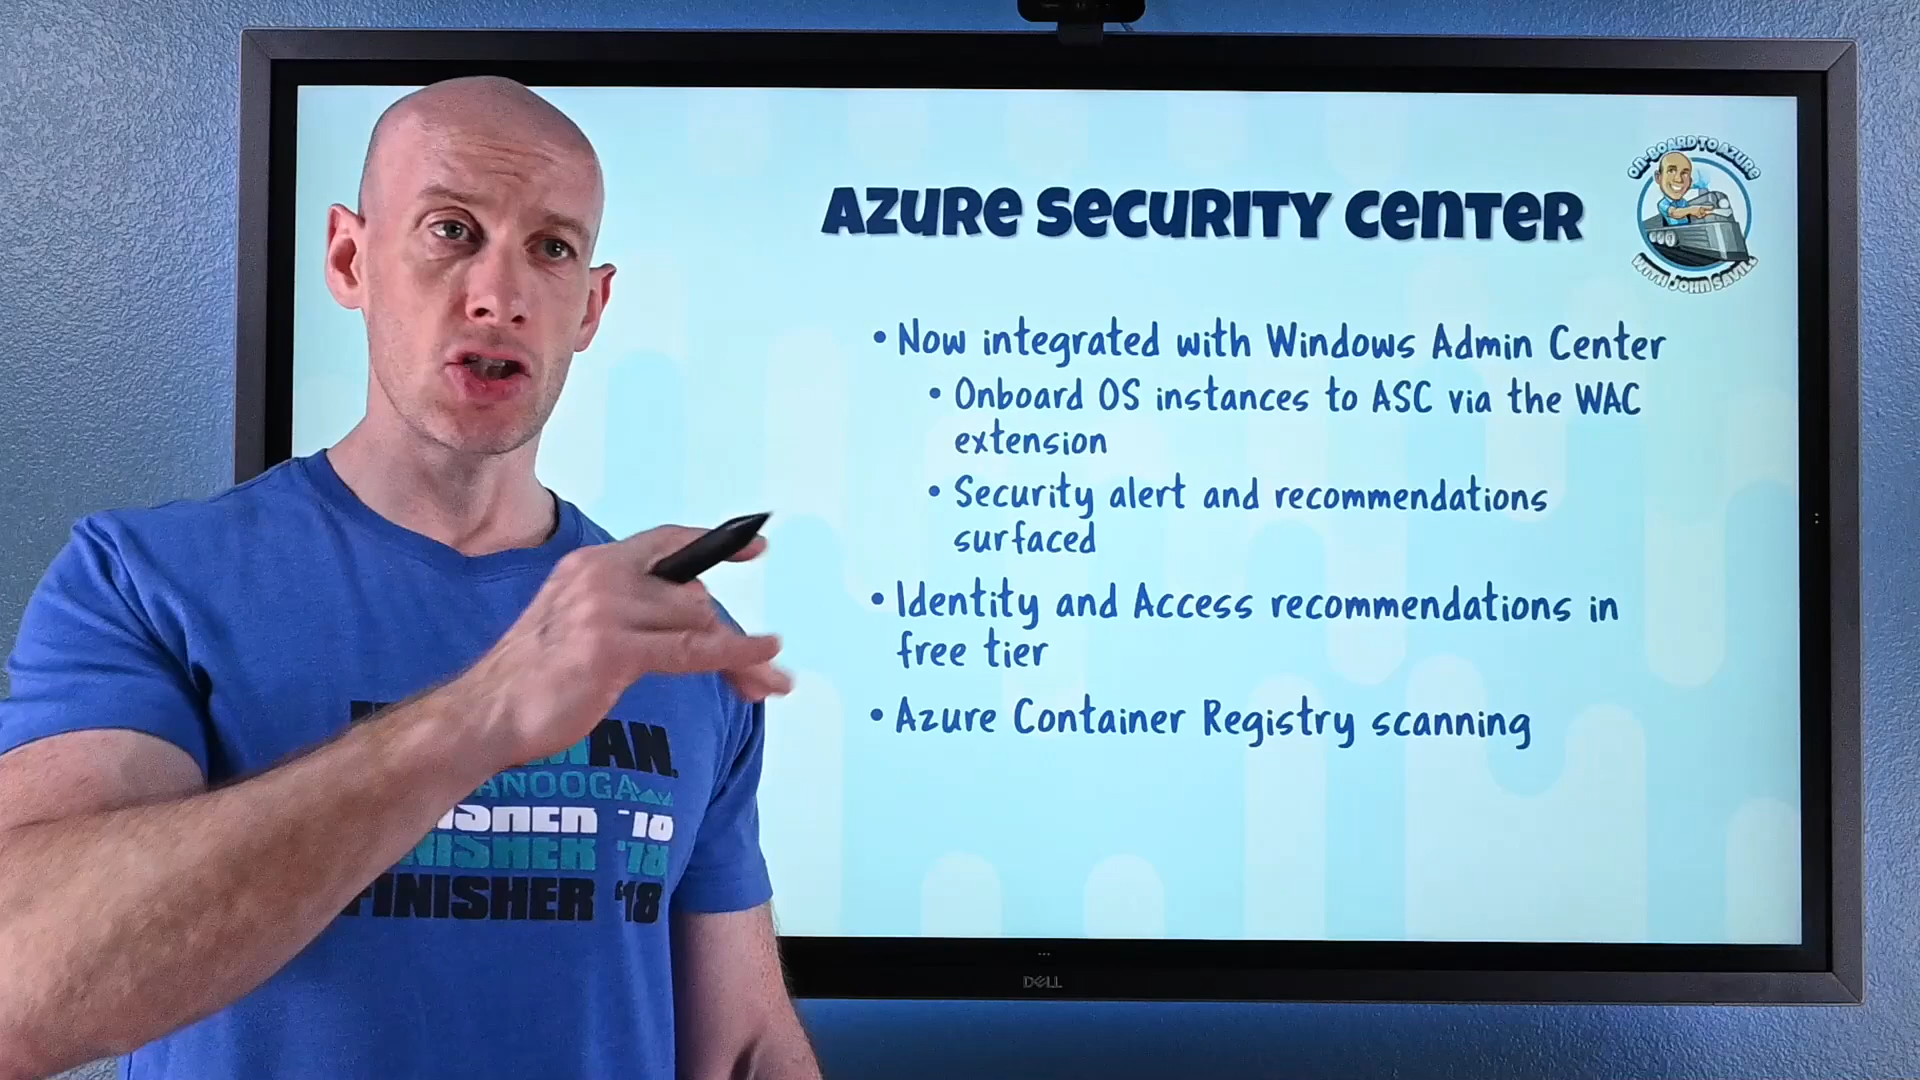 ON-BOARD TO AZURE
WITH JOHN SAVILL
AZURE SECURITY CENTER
• Now integrated with Windows Admin Center
• Onboard OS instances to ASC via the WAC
extension
• Security alert and recommendations
surfaced
• Identity and Access recommendations in
free tier
• Azure Container Registry scanning
AN.
ANOOGA
FINISHER '18
DELL